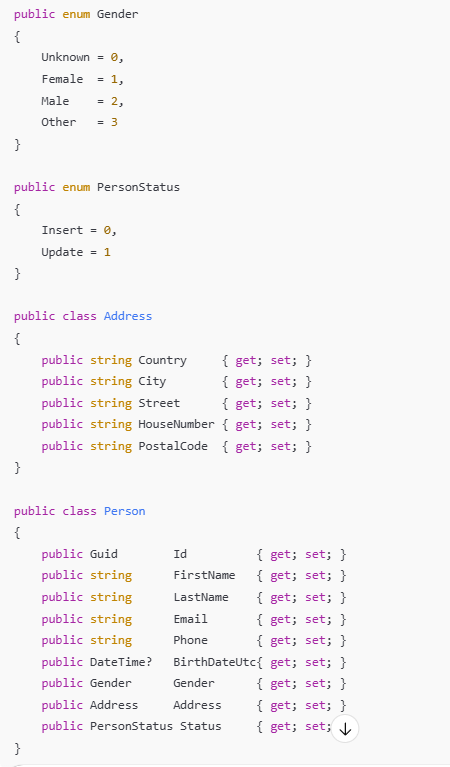 public enum Gender
{
    Unknown = 0,
    Female  = 1,
    Male    = 2,
    Other   = 3
}

public enum PersonStatus
{
    Insert = 0,
    Update = 1
}

public class Address
{
    public string Country     { get; set; }
    public string City        { get; set; }
    public string Street      { get; set; }
    public string HouseNumber { get; set; }
    public string PostalCode  { get; set; }
}

public class Person
{
    public Guid        Id          { get; set; }
    public string      FirstName   { get; set; }
    public string      LastName    { get; set; }
    public string      Email       { get; set; }
    public string      Phone       { get; set; }
    public DateTime?   BirthDateUtc{ get; set; }
    public Gender      Gender      { get; set; }
    public Address     Address     { get; set; }
    public PersonStatus Status     { get; set;
}